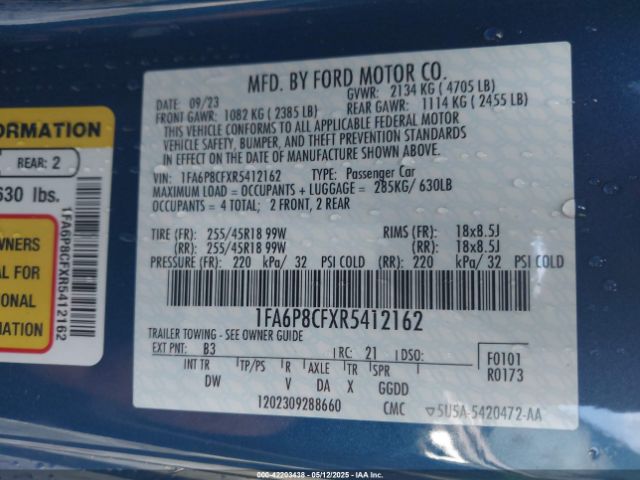 ORMATION
REAR: 2
630 lbs.
WNERS
AL FOR
IONAL
RMATION
1FA6P8CFXR5412162
MFD. BY FORD MOTOR CO.
DATE: 09/23 GVWR: 2134 KG ( 4705 LB)
FRONT GAWR: 1082 KG ( 2385 LB) REAR GAWR: 1114 KG ( 2455 LB)
THIS VEHICLE CONFORMS TO ALL APPLICABLE FEDERAL MOTOR
VEHICLE SAFETY, BUMPER, AND THEFT PREVENTION STANDARDS
IN EFFECT ON THE DATE OF MANUFACTURE SHOWN ABOVE.
VIN: 1FA6P8CFXR5412162 TYPE: Passenger Car
MAXIMUM LOAD = OCCUPANTS + LUGGAGE = 285KG/ 630LB
OCCUPANTS = 4 TOTAL; 2 FRONT, 2 REAR
TIRE (FR): 255/45R18 99W RIMS (FR): 18x8.5J
(RR): 255/45R18 99W (RR): 18x8.5J
PRESSURE (FR): 220 kPa/ 32 PSI COLD (RR): 220 kPa/ 32 PSI COLD
1FA6P8CFXR5412162
TRAILER TOWING - SEE OWNER GUIDE
EXT PNT: B3 RC: 21 DSO:
INT TR TP/PS R AXLE TR SPR
DW V DA X GGDD
F0101
R0173
1202309288660 CMC ▽5U5A-5420472-AA
000-42203438 - 05/12/2025 - IAA, Inc.